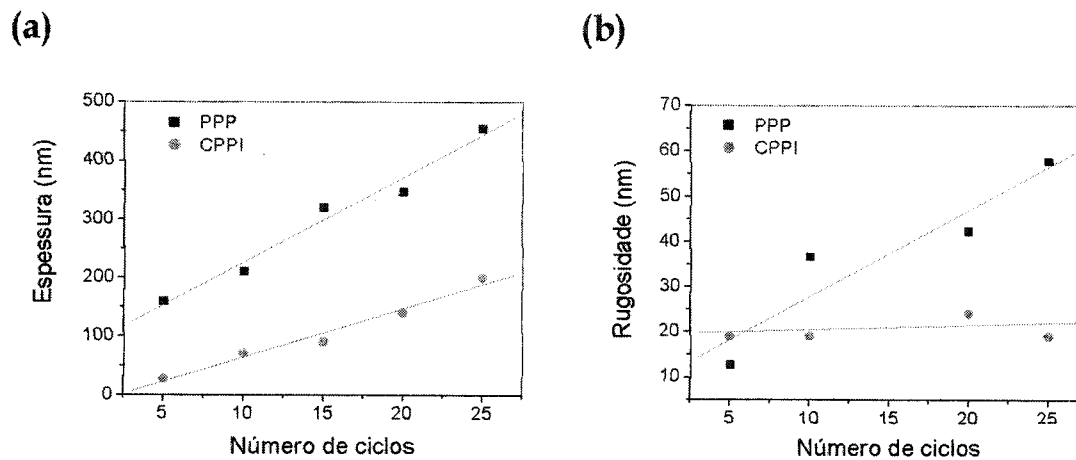 (a)
(b)
Espessura (nm)
500
400
300
200
100
0
PPP
CPPI
5
10
15
20
25
Número de ciclos
Rugosidade (nm)
70
60
50
40
30
20
10
PPP
CPPI
5
10
15
20
25
Número de ciclos